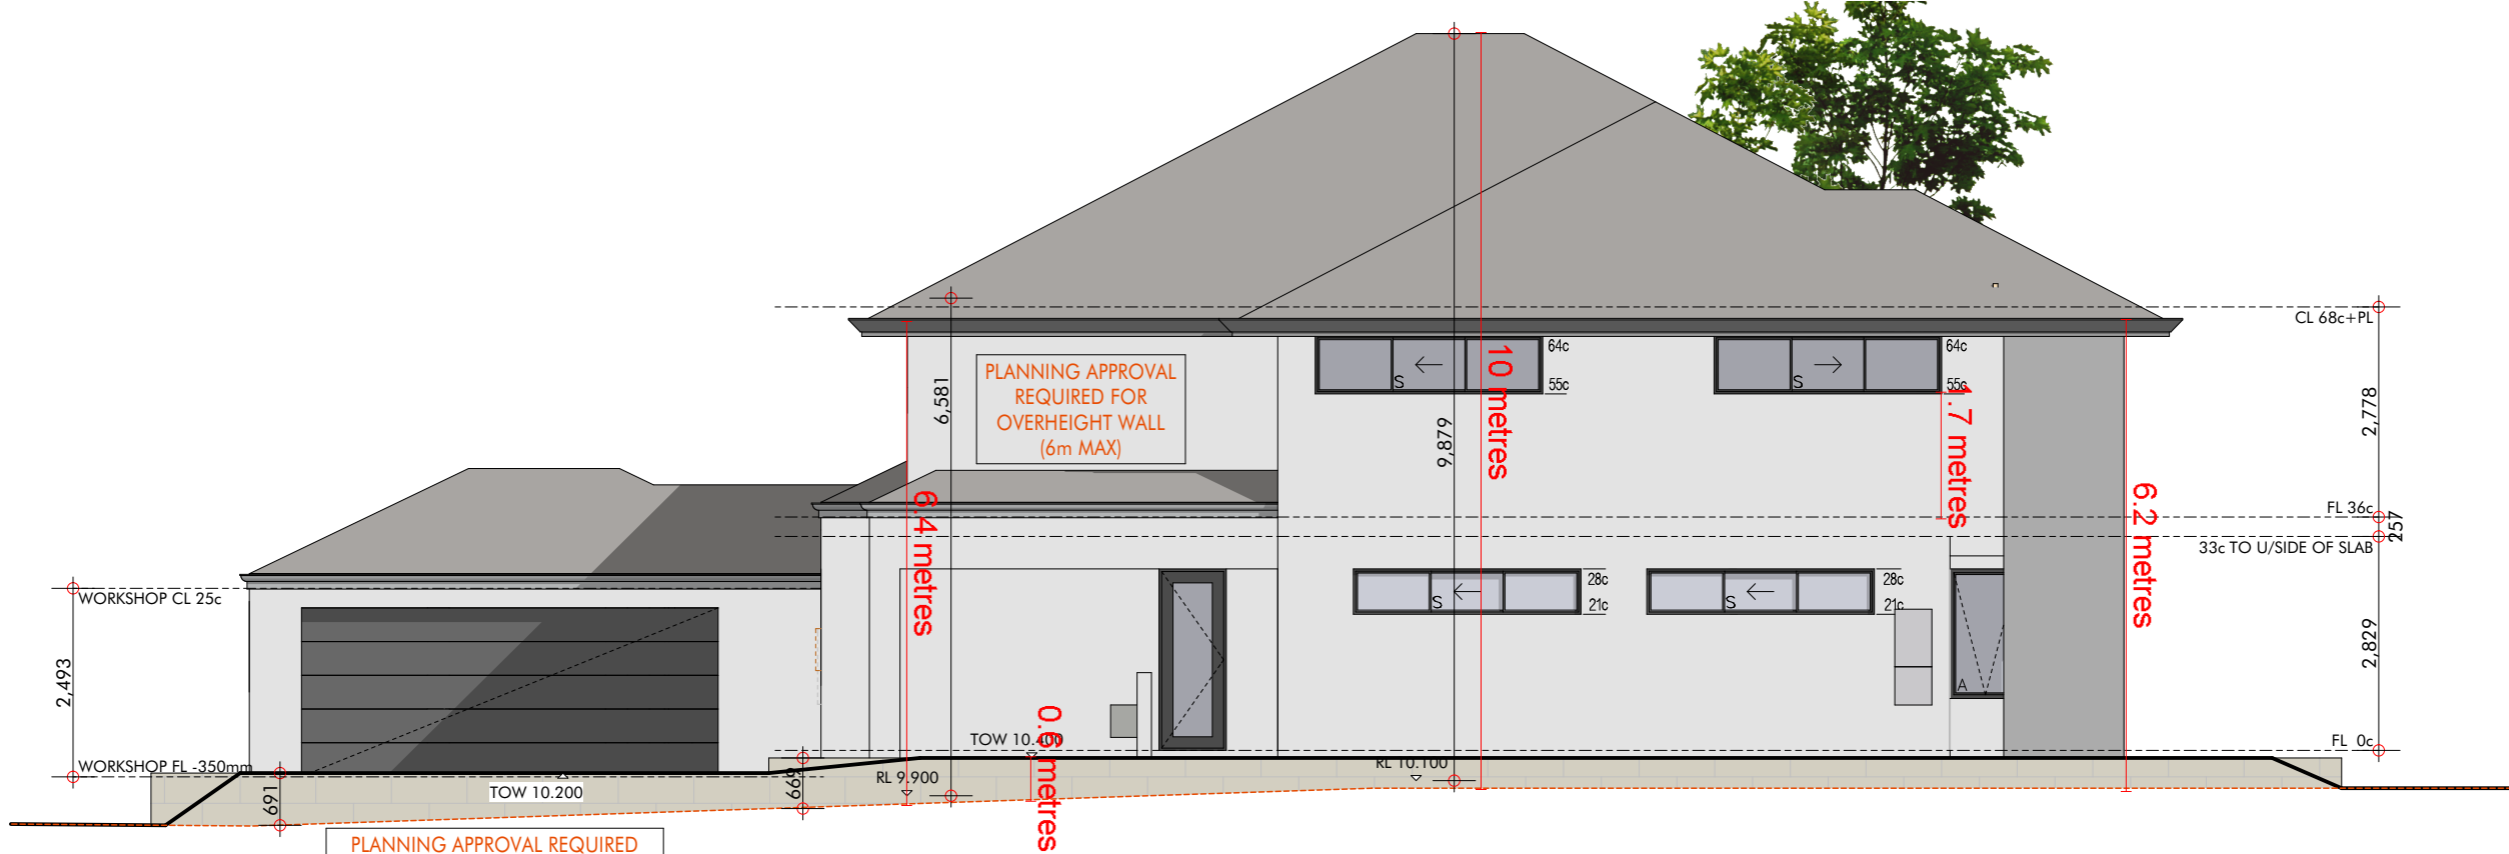 CL 68c+PL
64c
64c
PLANNING APPROVAL
REQUIRED FOR
OVERHEIGHT WALL
(6m MAX)
6,581
S
S
55c
55c
10 metres
1.7 metres
9,879
2,778
6.4 metres
6.2 metres
FL 36c
257
33c TO U/SIDE OF SLAB
WORKSHOP CL 25c
28c
28c
S
S
21c
21c
2,493
2,829
A
0.6 metres
TOW 10.400
FL 0c
WORKSHOP FL -350mm
RL 9.900
RL 10.100
TOW 10.200
691
669
PLANNING APPROVAL REQUIRED